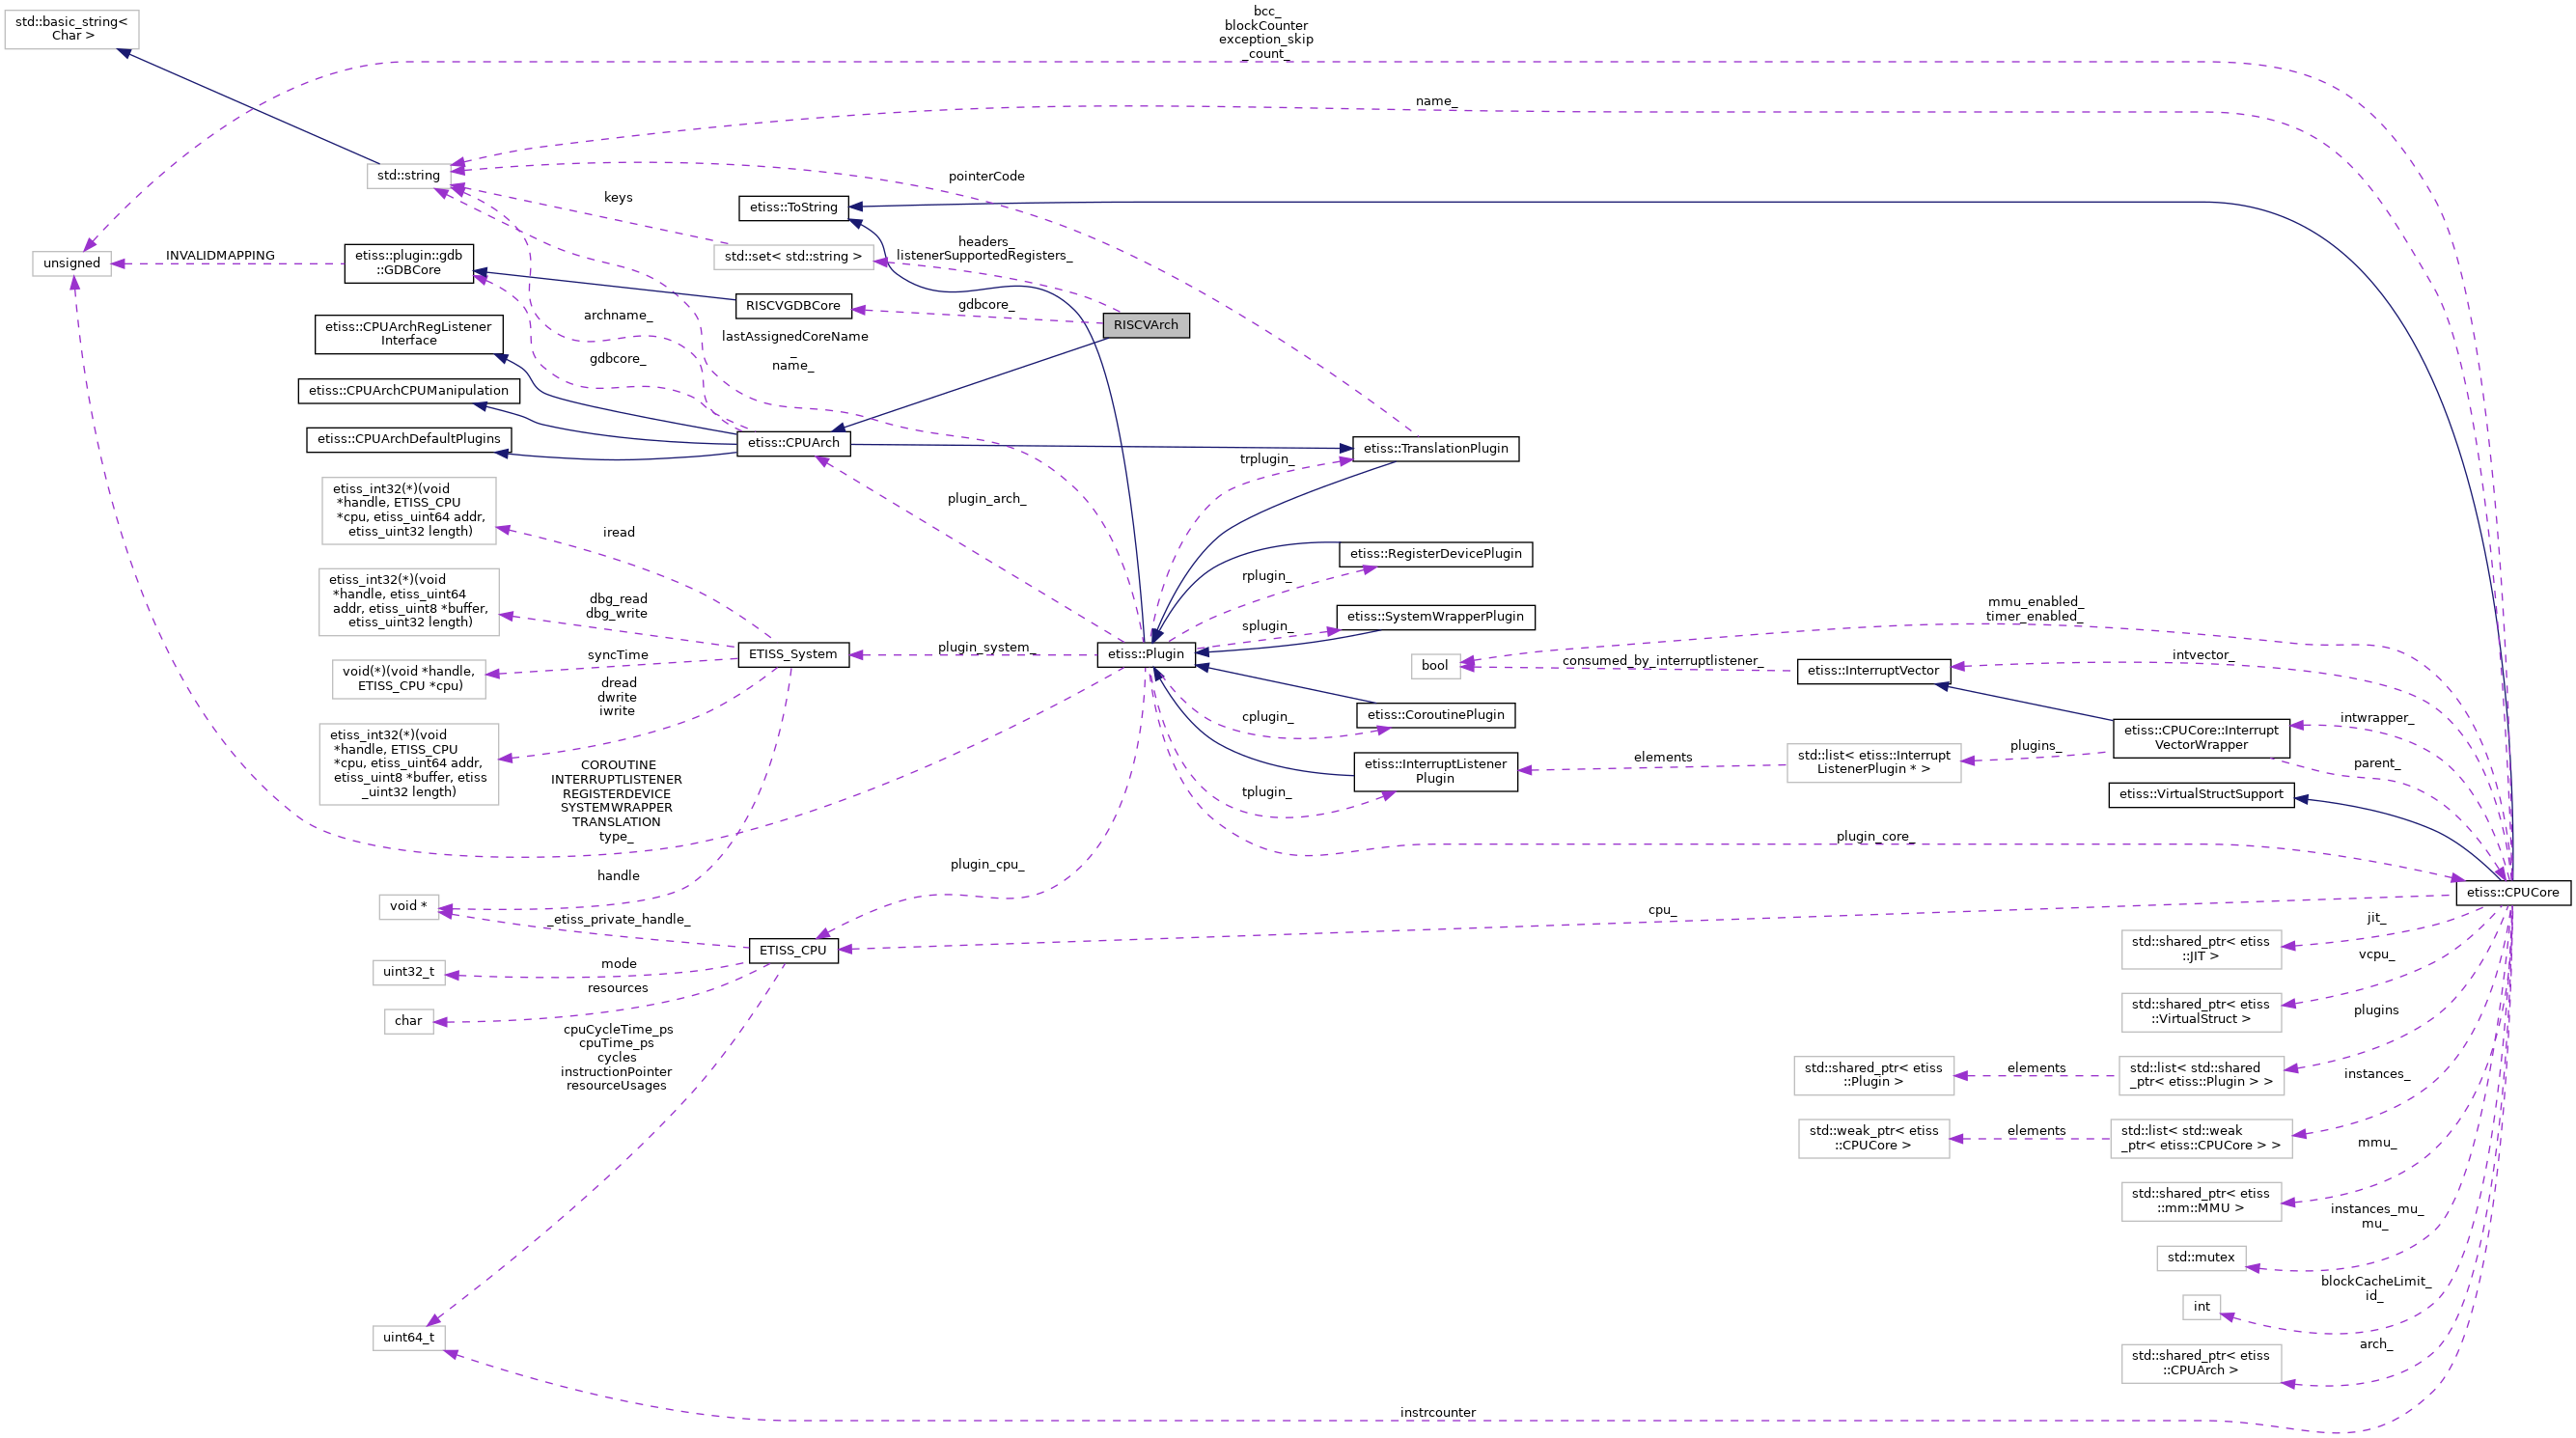 std::basic_string<
Char >
bcc_
blockCounter
exception_skip
_count_
name_
std::string
pointerCode
keys
etiss::ToString
unsigned
INVALIDMAPPING
etiss::plugin::gdb
::GDBCore
std::set< std::string >
headers_
listenerSupportedRegisters_
RISCVGDBCore
gdbcore_
RISCVArch
etiss::CPUArchRegListener
Interface
archname_
gdbcore_
lastAssignedCoreName
_
name_
etiss::CPUArchCPUManipulation
etiss::CPUArchDefaultPlugins
etiss::CPUArch
etiss::TranslationPlugin
trplugin_
plugin_arch_
etiss_int32(*)(void
*handle, ETISS_CPU
*cpu, etiss_uint64 addr,
etiss_uint32 length)
iread
etiss::RegisterDevicePlugin
rplugin_
etiss_int32(*)(void
*handle, etiss_uint64
addr, etiss_uint8 *buffer,
etiss_uint32 length)
dbg_read
dbg_write
etiss::SystemWrapperPlugin
splugin_
mmu_enabled_
timer_enabled_
void(*)(void *handle,
ETISS_CPU *cpu)
syncTime
ETISS_System
plugin_system_
etiss::Plugin
bool
consumed_by_interruptlistener_
etiss::InterruptVector
intvector_
dread
dwrite
iwrite
etiss_int32(*)(void
*handle, ETISS_CPU
*cpu, etiss_uint64 addr,
etiss_uint8 *buffer, etiss
_uint32 length)
cplugin_
etiss::CoroutinePlugin
intwrapper_
etiss::CPUCore::Interrupt
VectorWrapper
plugins_
parent_
etiss::InterruptListener
Plugin
elements
std::list< etiss::Interrupt
ListenerPlugin * >
tplugin_
etiss::VirtualStructSupport
COROUTINE
INTERRUPTLISTENER
REGISTERDEVICE
SYSTEMWRAPPER
TRANSLATION
type_
plugin_core_
plugin_cpu_
handle
void *
_etiss_private_handle_
etiss::CPUCore
cpu_
ETISS_CPU
jit_
std::shared_ptr< etiss
::JIT >
uint32_t
mode
resources
char
vcpu_
std::shared_ptr< etiss
::VirtualStruct >
cpuCycleTime_ps
cpuTime_ps
cycles
instructionPointer
resourceUsages
plugins
std::shared_ptr< etiss
::Plugin >
elements
std::list< std::shared
_ptr< etiss::Plugin > >
instances_
std::weak_ptr< etiss
::CPUCore >
elements
std::list< std::weak
_ptr< etiss::CPUCore > >
mmu_
std::shared_ptr< etiss
::mm::MMU >
instances_mu_
mu_
std::mutex
blockCacheLimit_
id_
int
uint64_t
arch_
std::shared_ptr< etiss
::CPUArch >
instrcounter